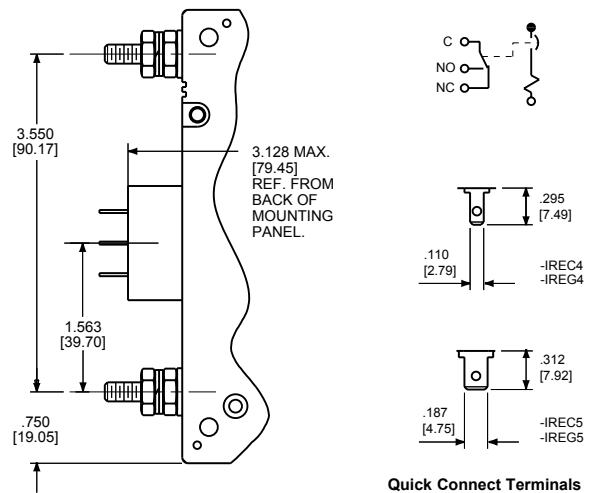 C
NO
NC
3.550
[90.17]
3.128 MAX.
[79.45]
REF. FROM
BACK OF
MOUNTING
PANEL.
1.563
[39.70]
.750
[19.05]
.295
[7.49]
.110
[2.79]
-IREC4
-IREG4
.312
[7.92]
.187
[4.75]
-IREC5
-IREG5
Quick Connect Terminals